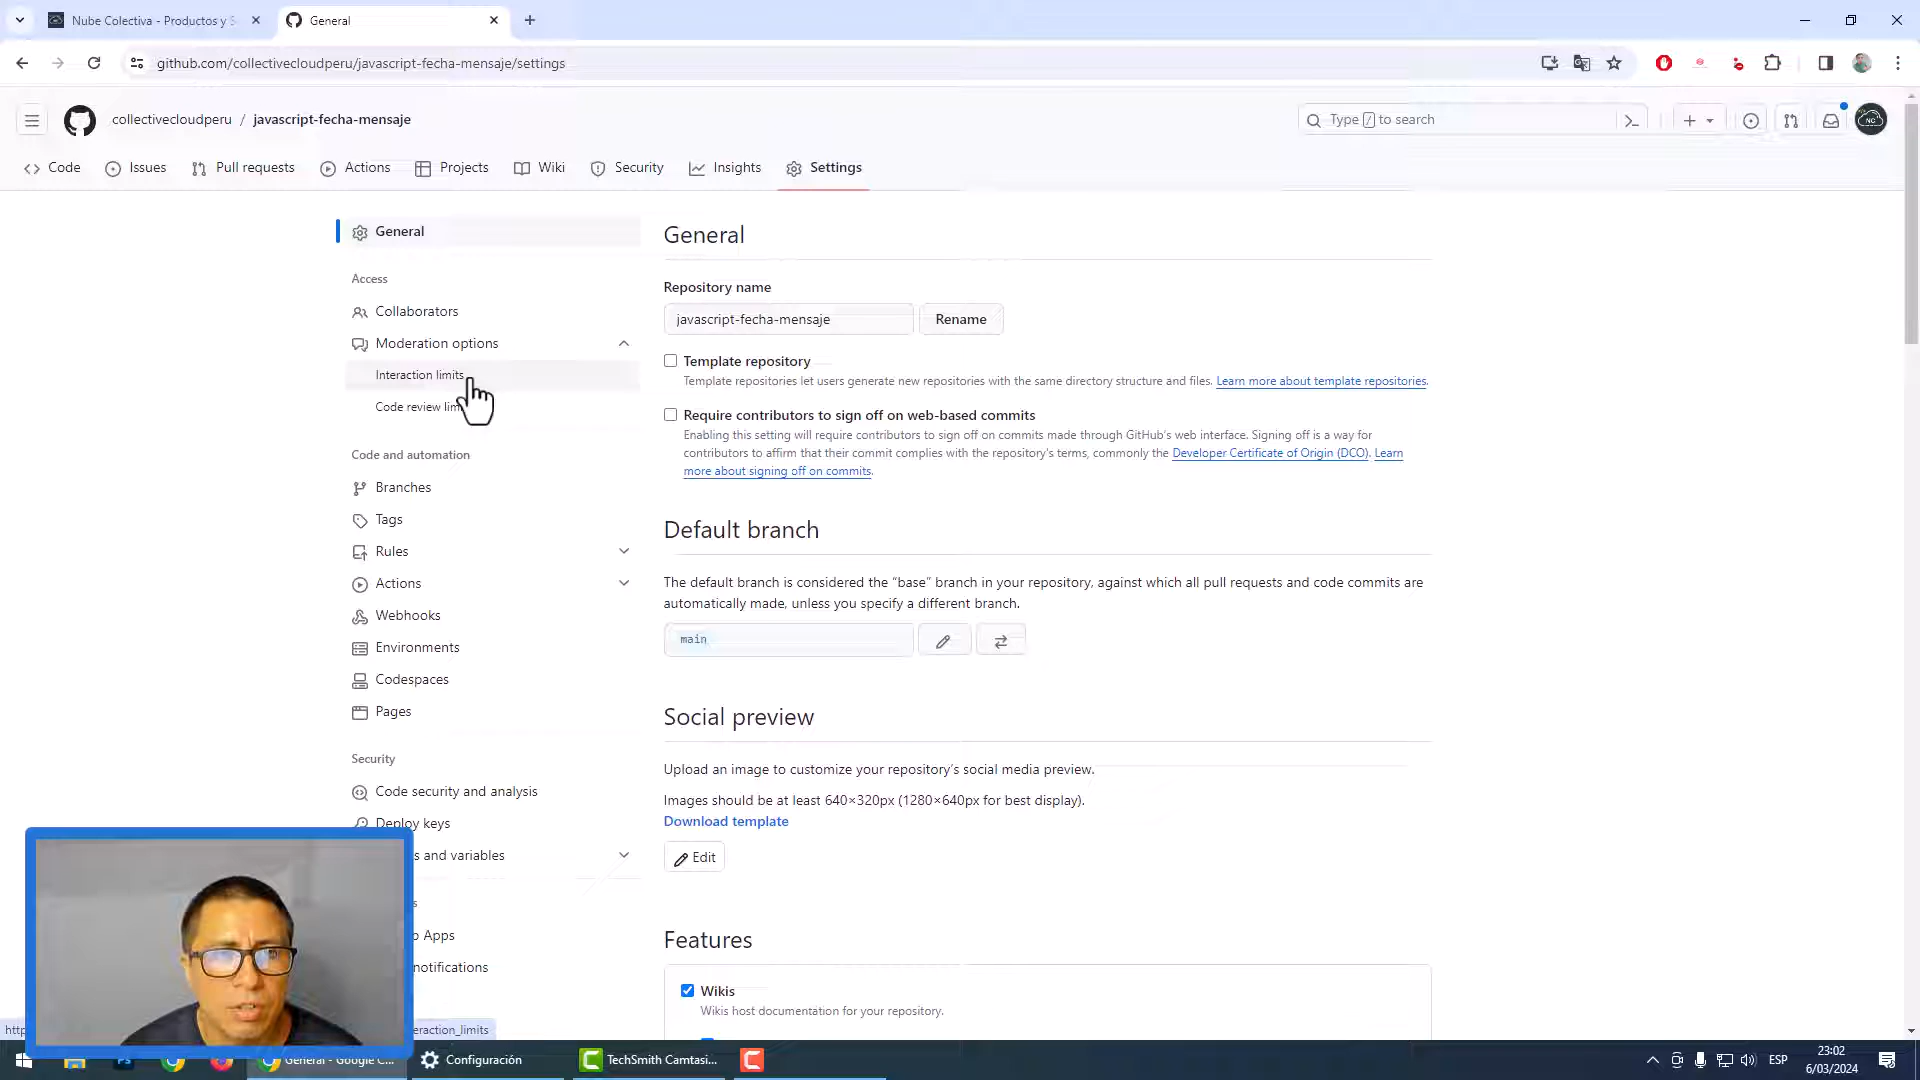 Nube Colectiva - Productos y S
General
github.com/collectivecloudperu/javascript-fecha-mensaje/settings
collectivecloudperu / javascript-fecha-mensaje
Type / to search
Code
Issues
Pull requests
Actions
Projects
Wiki
Security
Insights
Settings
General
Access
Collaborators
Moderation options
Interaction limits
Code review lim
Code and automation
Branches
Tags
Rules
Actions
Webhooks
Environments
Codespaces
Pages
Security
Code security and analysis
Deploy keys
s and variables
s
Apps
notifications
General
Repository name
javascript-fecha-mensaje
Rename
Template repository
Template repositories let users generate new repositories with the same directory structure and files. Learn more about template repositories.
Require contributors to sign off on web-based commits
Enabling this setting will require contributors to sign off on commits made through GitHub's web interface. Signing off is a way for
contributors to affirm that their commit complies with the repository's terms, commonly the Developer Certificate of Origin (DCO). Learn
more about signing off on commits.
Default branch
The default branch is considered the “base” branch in your repository, against which all pull requests and code commits are
automatically made, unless you specify a different branch.
main
Social preview
Upload an image to customize your repository's social media preview.
Images should be at least 640×320px (1280×640px for best display).
Download template
Edit
Features
Wikis
Wikis host documentation for your repository.
http
eraction_limits
General - Google C...
Configuración
TechSmith Camtasi...
ESP
23:02
6/03/2024